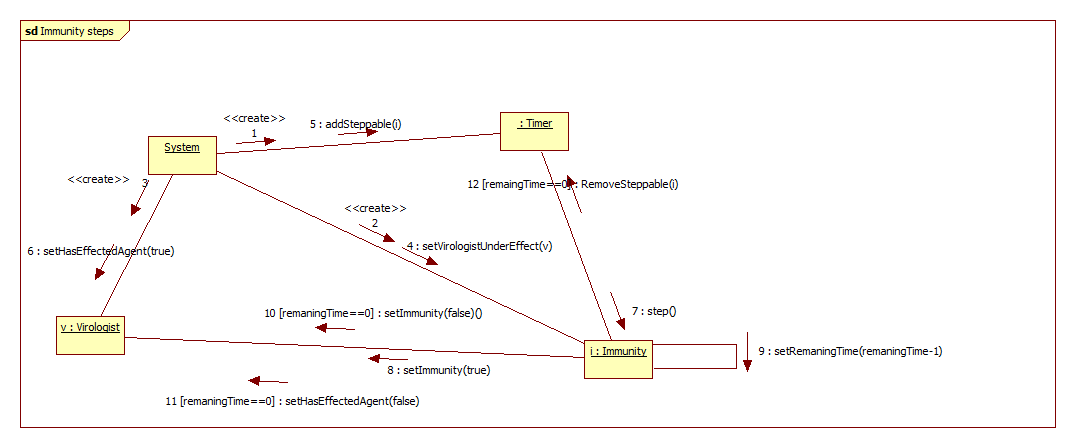 sd Immunity steps
<<create>>
1
5 : addSteppable(i)
: Timer
System
<<create>>
3
12 [remaingTime==0] : RemoveSteppable(i)
<<create>>
2
4 : setVirologistUnderEffect(v)
6 : setHasEffectedAgent(true)
10 [remaningTime==0] : setImmunity(false)()
7 : step()
v : Virologist
i : Immunity
9 : setRemaningTime(remaningTime-1)
8 : setImmunity(true)
11 [remaningTime==0] : setHasEffectedAgent(false)